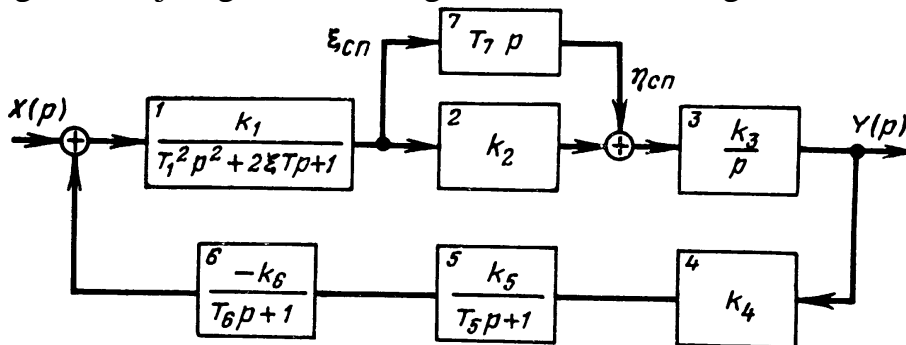 7
T₇ p
ξсп
ηсп
X(p)
1
k₁
T₁²p²+2ξTp+1
2
k₂
3
k₃
p
Y(p)
6
-k₆
T₆p+1
5
k₅
T₅p+1
4
k₄